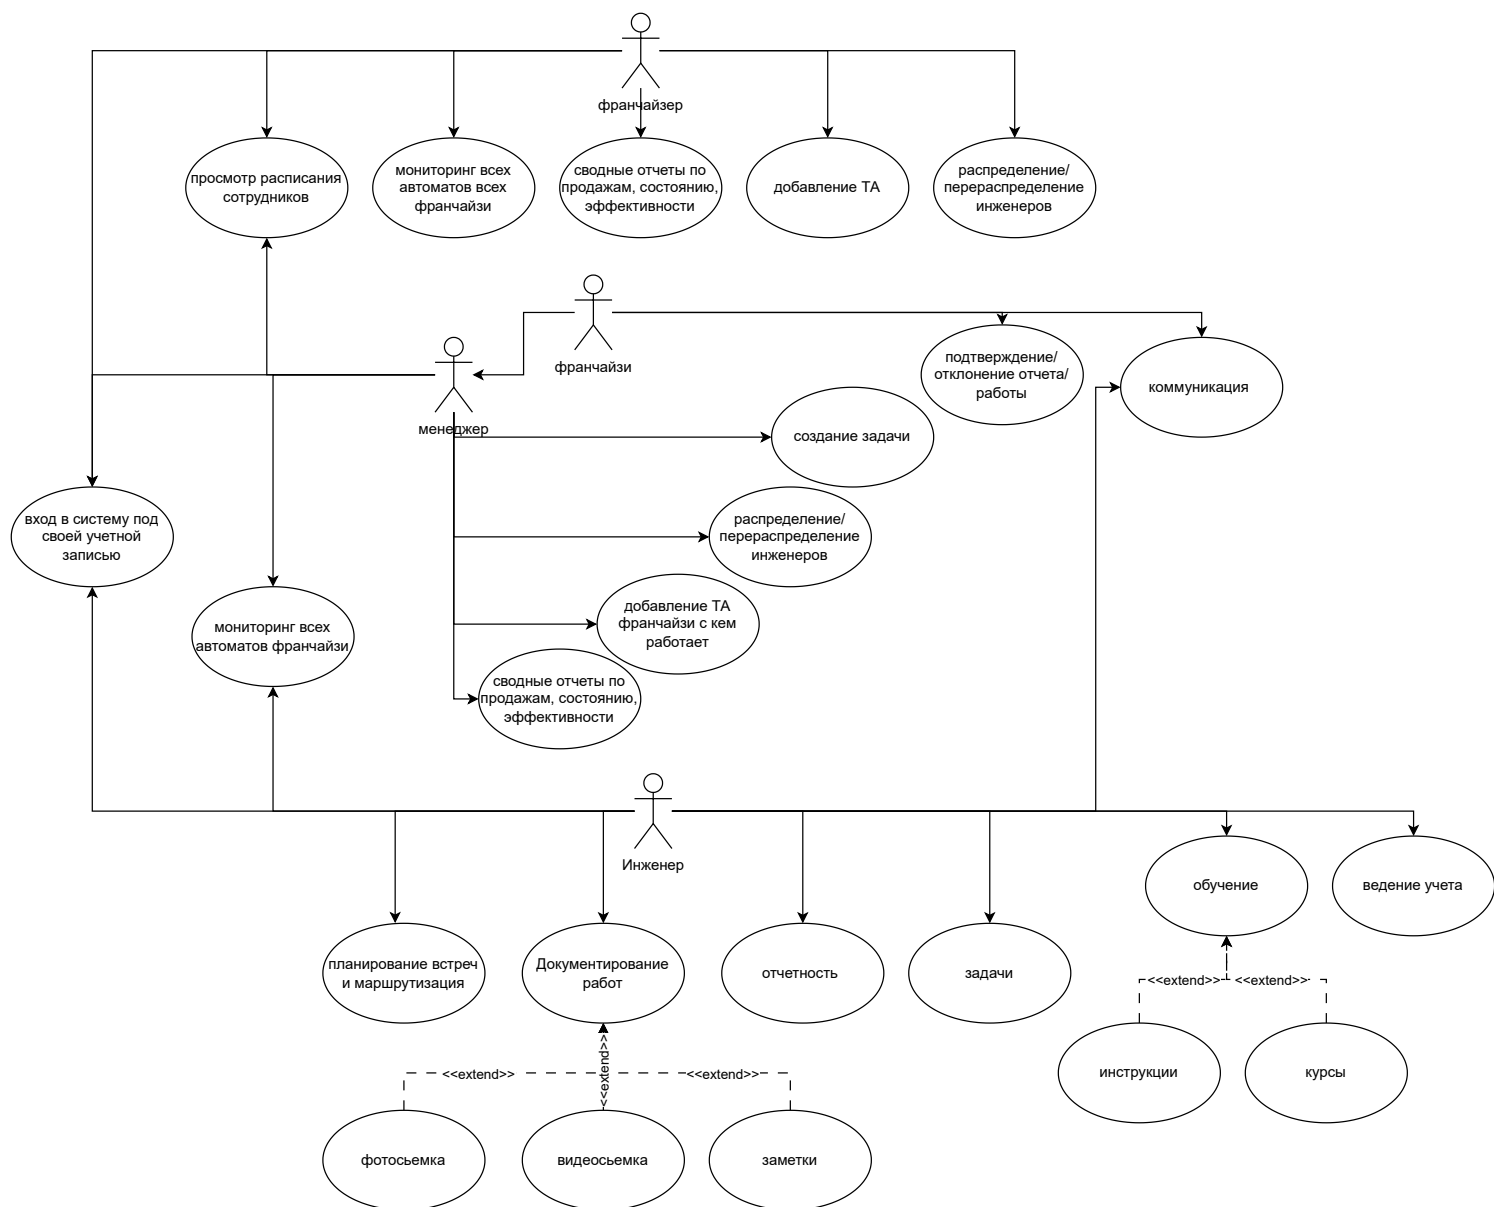 франчайзер
просмотр расписания
сотрудников
мониторинг всех
автоматов всех
франчайзи
сводные отчеты по
продажам, состоянию,
эффективности
добавление ТА
распределение/
перераспределение
инженеров
франчайзи
подтверждение/
отклонение отчета/
работы
коммуникация
менеджер
создание задачи
вход в систему под
своей учетной
записью
распределение/
перераспределение
инженеров
мониторинг всех
автоматов франчайзи
добавление ТА
франчайзи с кем
работает
сводные отчеты по
продажам, состоянию,
эффективности
Инженер
обучение
ведение учета
планирование встреч
и маршрутизация
Документирование
работ
отчетность
задачи
<<extend>>
<<extend>>
<<extend>>
<<extend>>
<<extend>>
инструкции
курсы
фотосьемка
видеосьемка
заметки